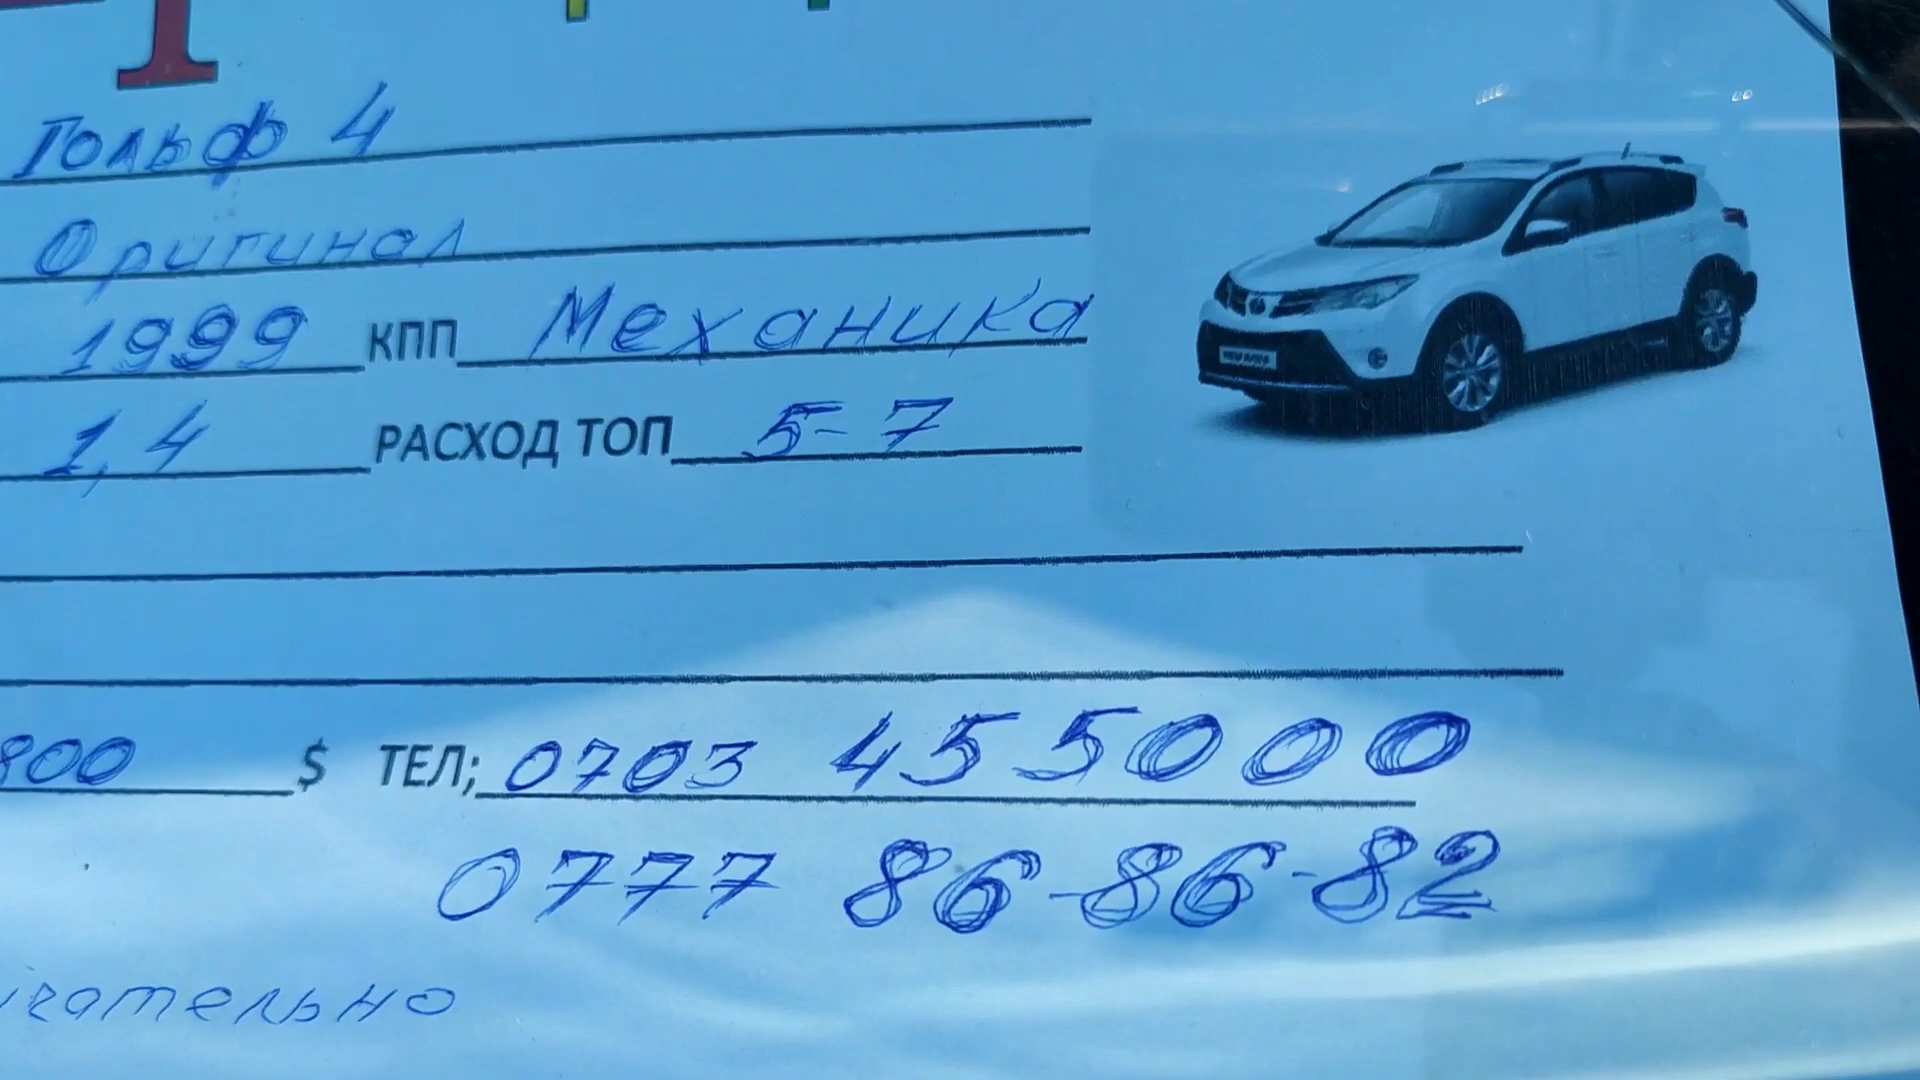 Гольф 4
Оригинал
1999 КПП Механика
1,4 РАСХОД ТОП 5-7
800 $ ТЕЛ; 0703 455000
0777 86-86-82